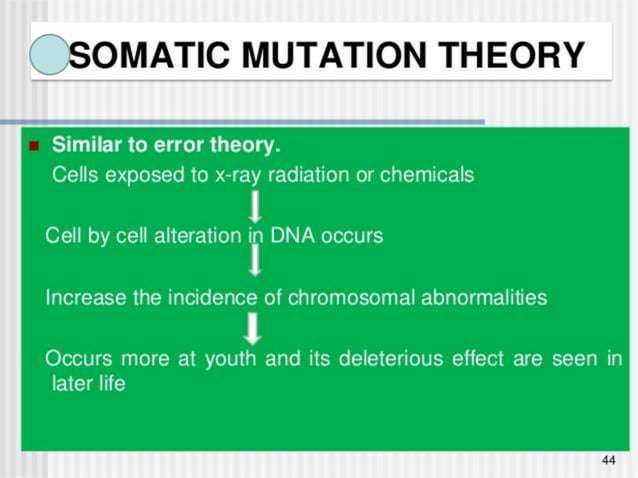 SOMATIC MUTATION THEORY
Similar to error theory.
Cells exposed to x-ray radiation or chemicals
Cell by cell alteration in DNA occurs
Increase the incidence of chromosomal abnormalities
Occurs more at youth and its deleterious effect are seen in
later life
44